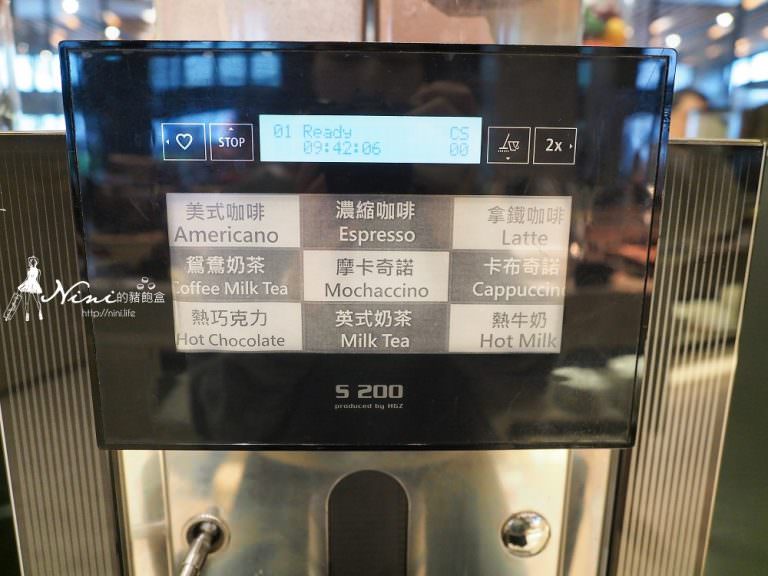 STOP
01 Ready CS
09:42:06 00
2x
美式咖啡 濃縮咖啡 拿鐵咖啡
Americano Espresso Latte
鴛鴦奶茶 摩卡奇諾 卡布奇諾
Coffee Milk Tea Mochaccino Cappuccino
熱巧克力 英式奶茶 熱牛奶
Hot Chocolate Milk Tea Hot Milk
S 200
produced by HGZ
Nini的豬飽盒
http://nini.life